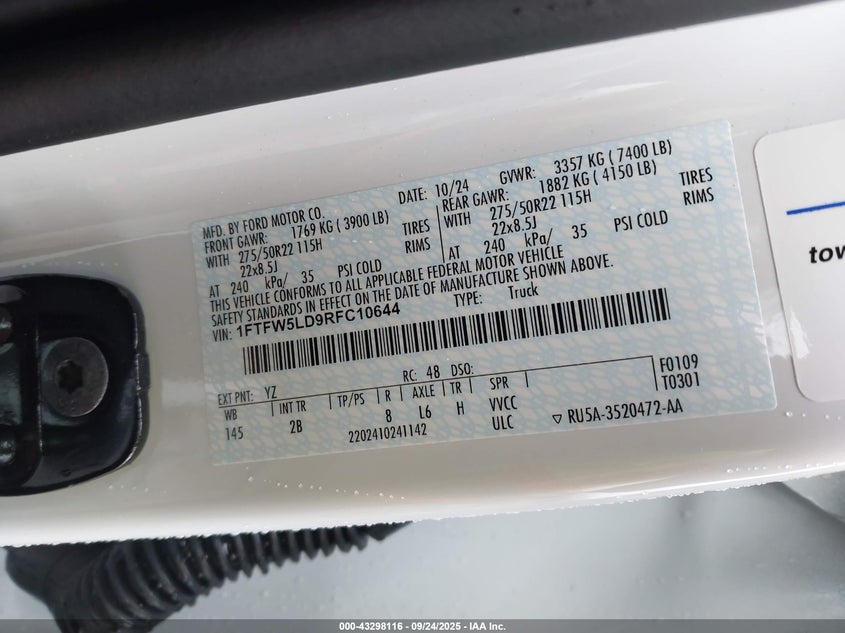 MFD. BY FORD MOTOR CO. DATE: 10/24 GVWR: 3357 KG ( 7400 LB)
FRONT GAWR: 1769 KG ( 3900 LB) REAR GAWR: 1882 KG ( 4150 LB)
WITH 275/50R22 115H TIRES WITH 275/50R22 115H TIRES
22x8.5J RIMS 22x8.5J RIMS
AT 240 kPa/ 35 PSI COLD AT 240 kPa/ 35 PSI COLD
THIS VEHICLE CONFORMS TO ALL APPLICABLE FEDERAL MOTOR VEHICLE
SAFETY STANDARDS IN EFFECT ON THE DATE OF MANUFACTURE SHOWN ABOVE.
VIN: 1FTFW5LD9RFC10644 TYPE: Truck
EXT PNT: YZ RC: 48 DSO: F0109
WB INT TR TP/PS R AXLE TR SPR T0301
145 2B 8 L6 H VVCC
2202410241142 ULC ▽ RU5A-3520472-AA
tow
000-43298116 - 09/24/2025 - IAA Inc.